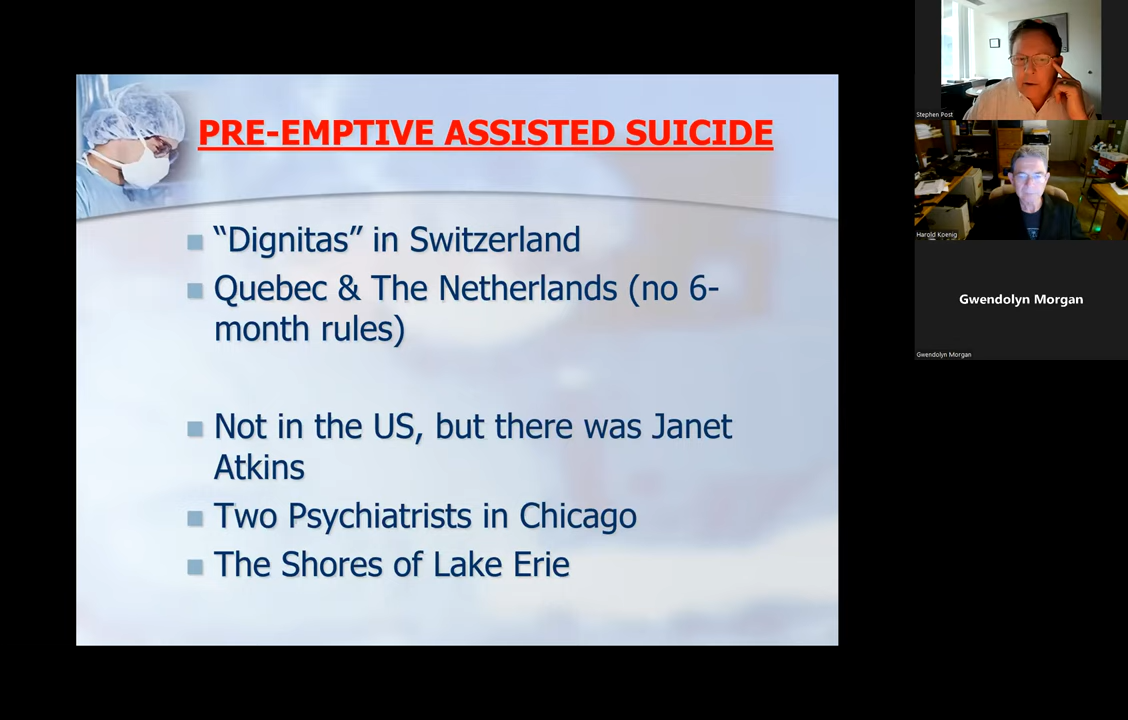 PRE-EMPTIVE ASSISTED SUICIDE
“Dignitas” in Switzerland
Quebec & The Netherlands (no 6-
month rules)
Not in the US, but there was Janet
Atkins
Two Psychiatrists in Chicago
The Shores of Lake Erie
Stephen Post
Harold Koenig
Gwendolyn Morgan
Gwendolyn Morgan